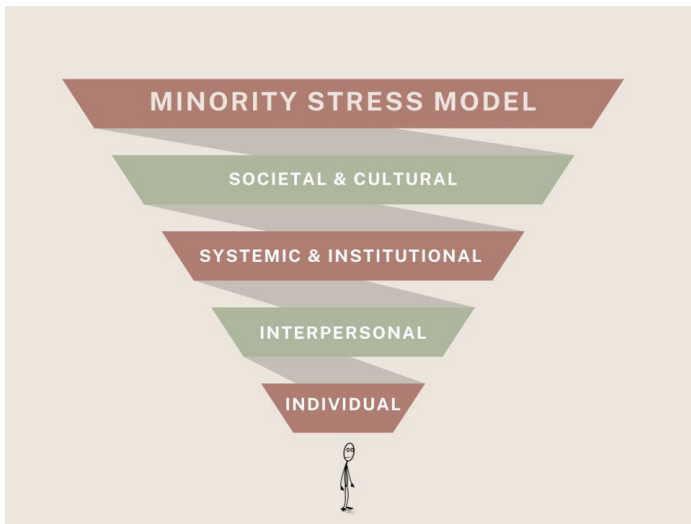 MINORITY STRESS MODEL
SOCIETAL & CULTURAL
SYSTEMIC & INSTITUTIONAL
INTERPERSONAL
INDIVIDUAL